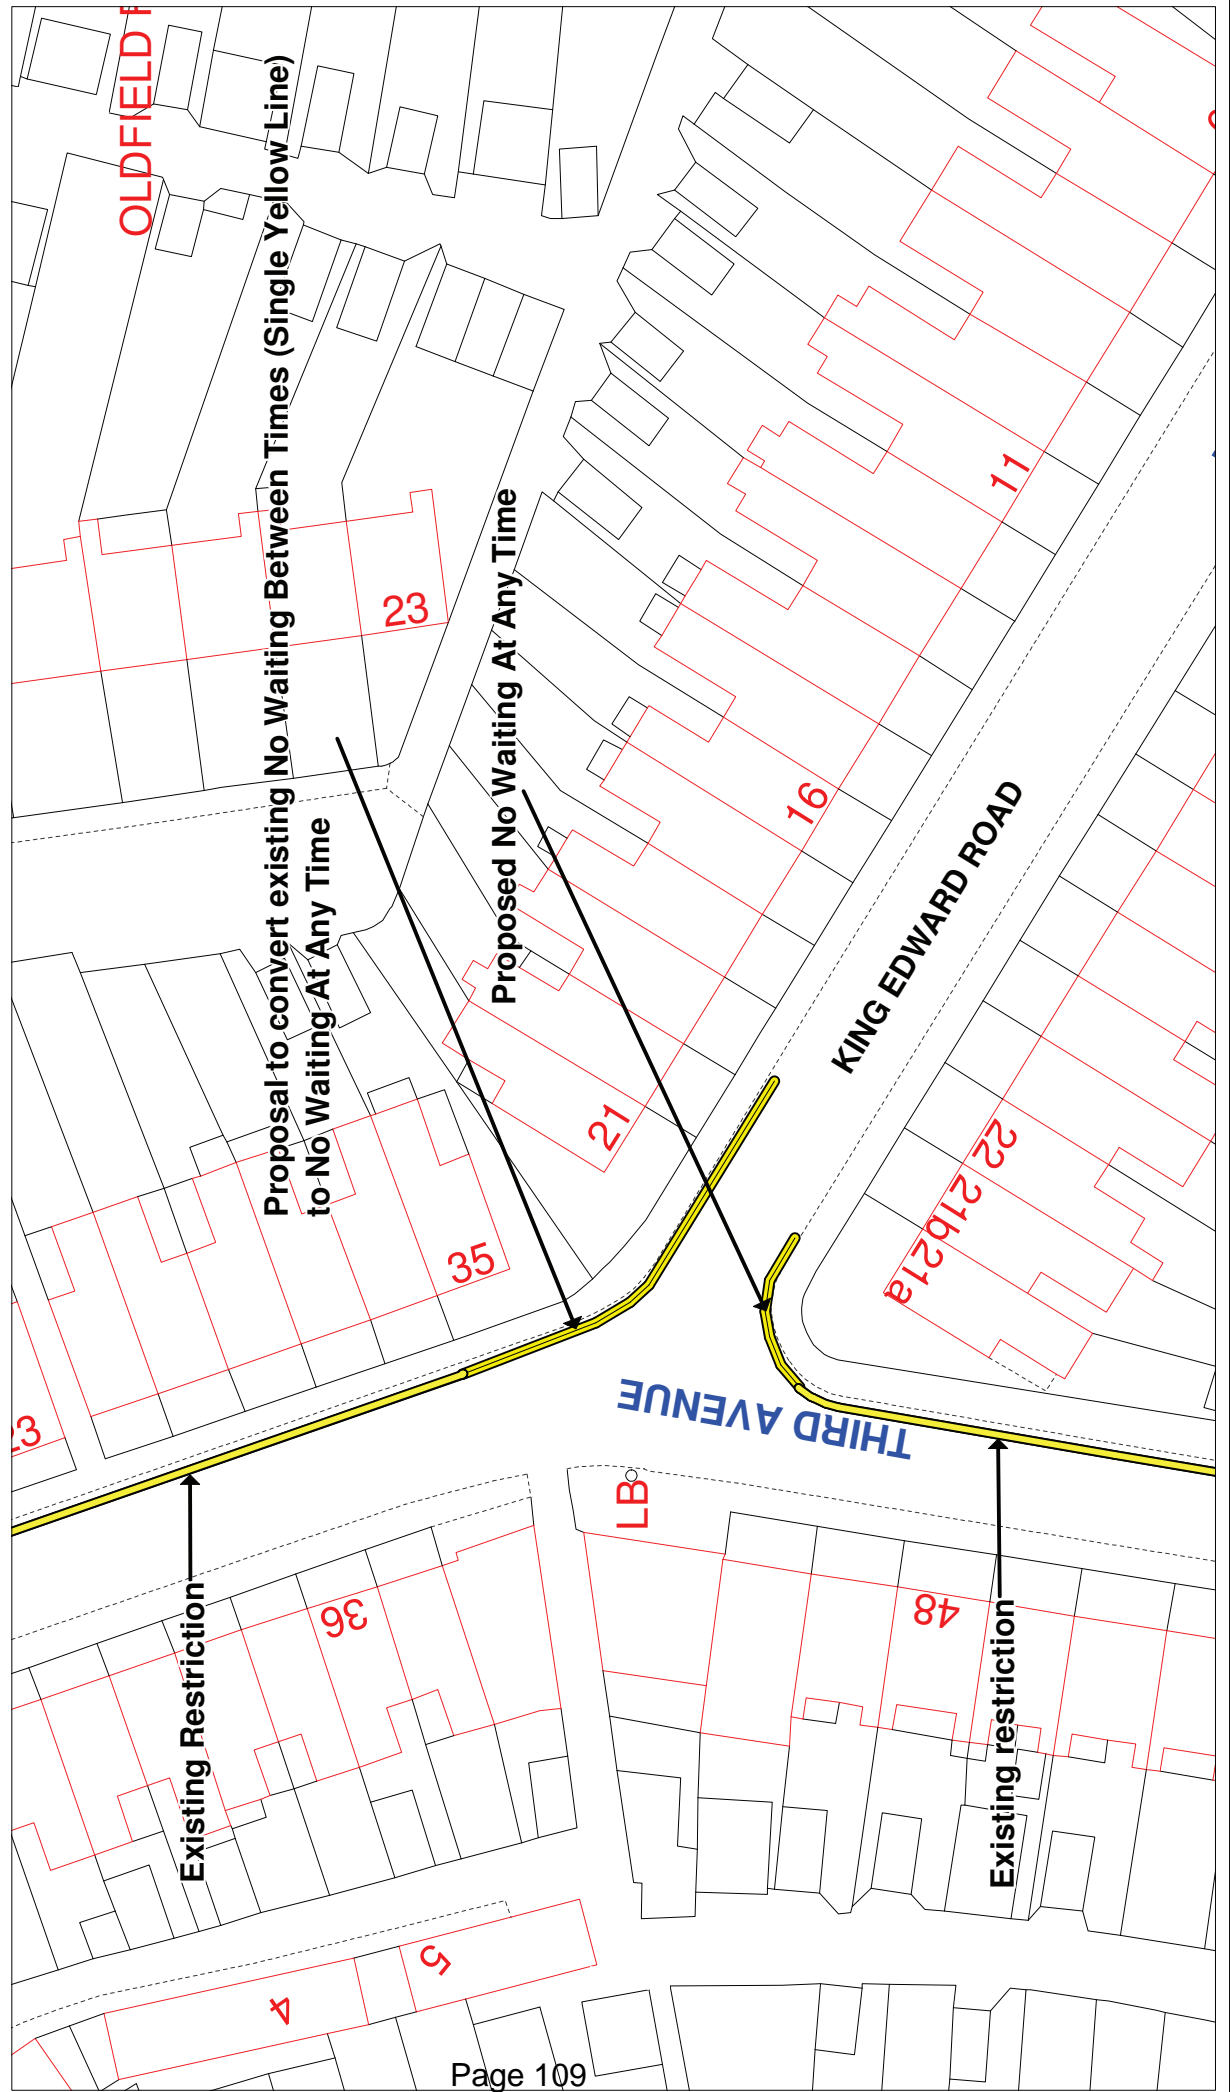 OLDFIELD
Proposal to convert existing No Waiting Between Times (Single Yellow Line)
to No Waiting At Any Time
Proposed No Waiting At Any Time
23
11
16
KING EDWARD ROAD
21
22
21b
21a
35
23
THIRD AVENUE
LB
Existing Restriction
36
48
Existing restriction
5
4
Page 109